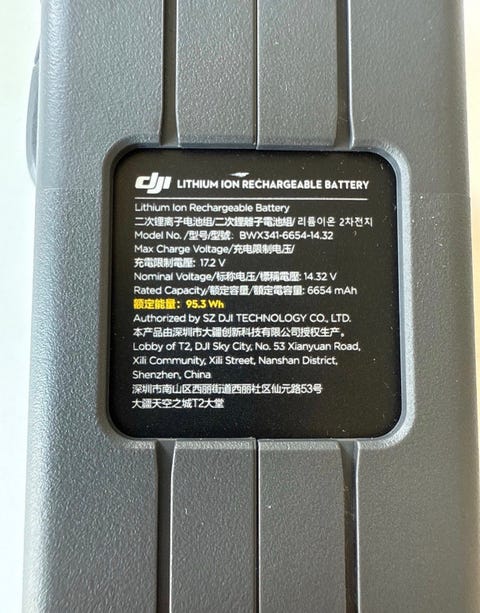 dji LITHIUM ION RECHARGEABLE BATTERY
Lithium Ion Rechargeable Battery
二次锂离子电池组/二次鋰離子電池組/리튬이온 2차전지
Model No. /型号/型號: BWX341-6654-14.32
Max Charge Voltage/充电限制电压/
充電限制電壓: 17.2 V
Nominal Voltage/标称电压/標稱電壓: 14.32 V
Rated Capacity/额定容量/額定電容量: 6654 mAh
额定能量: 95.3 Wh
Authorized by SZ DJI TECHNOLOGY CO., LTD.
本产品由深圳市大疆创新科技有限公司授权生产。
Lobby of T2, DJI Sky City, No. 53 Xianyuan Road,
Xili Community, Xili Street, Nanshan District,
Shenzhen, China
深圳市南山区西丽街道西丽社区仙元路53号
大疆天空之城T2大堂